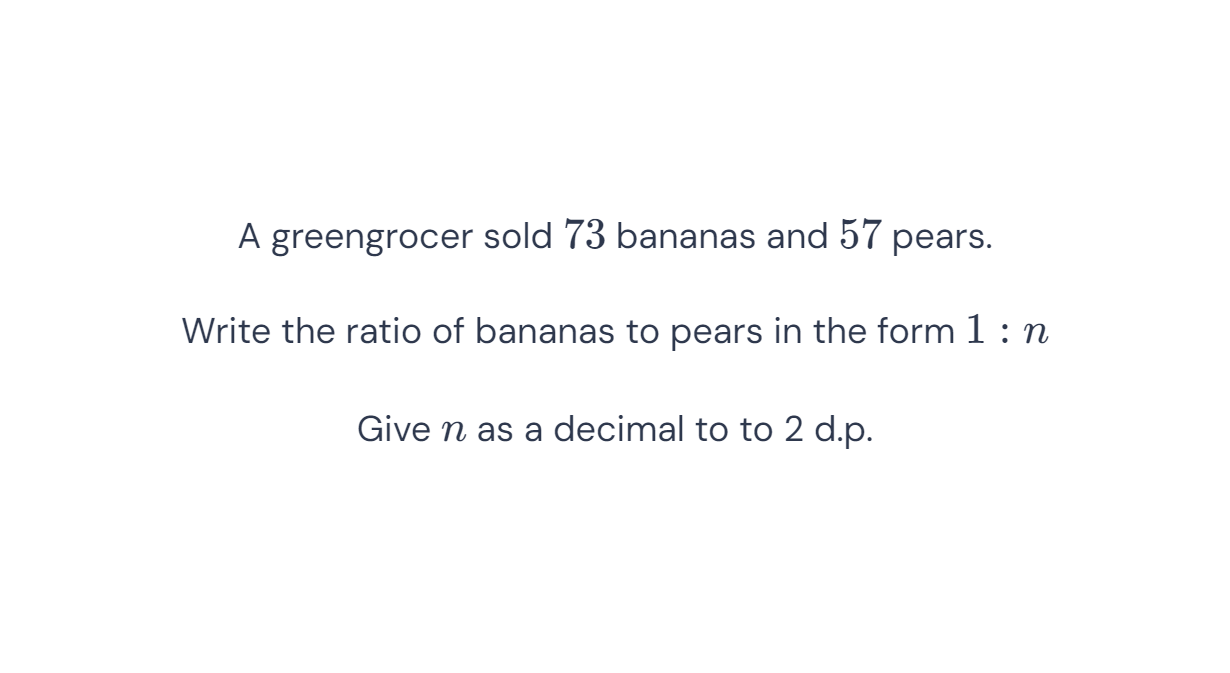 A greengrocer sold 73 bananas and 57 pears.
Write the ratio of bananas to pears in the form 1 : n
Give n as a decimal to to 2 d.p.